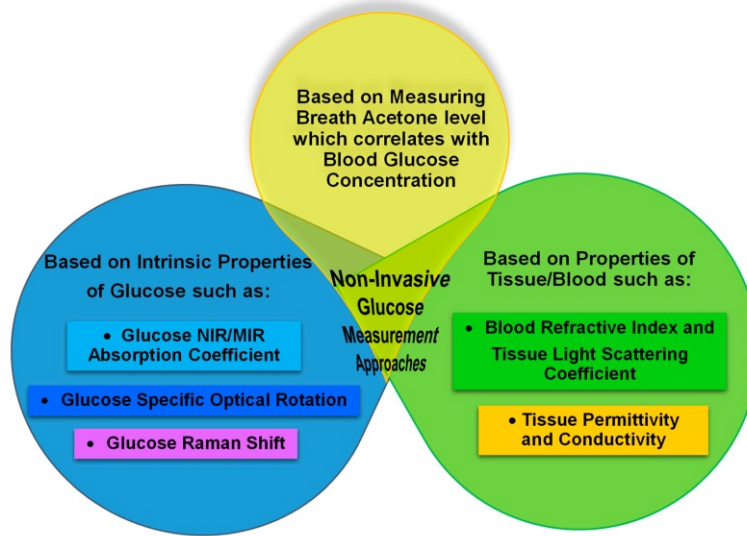 Based on Measuring
Breath Acetone level
which correlates with
Blood Glucose
Concentration
Based on Intrinsic Properties
of Glucose such as:
• Glucose NIR/MIR
Absorption Coefficient
• Glucose Specific Optical Rotation
• Glucose Raman Shift
Non-Invasive
Glucose
Measurement
Approaches
Based on Properties of
Tissue/Blood such as:
• Blood Refractive Index and
Tissue Light Scattering
Coefficient
• Tissue Permittivity
and Conductivity